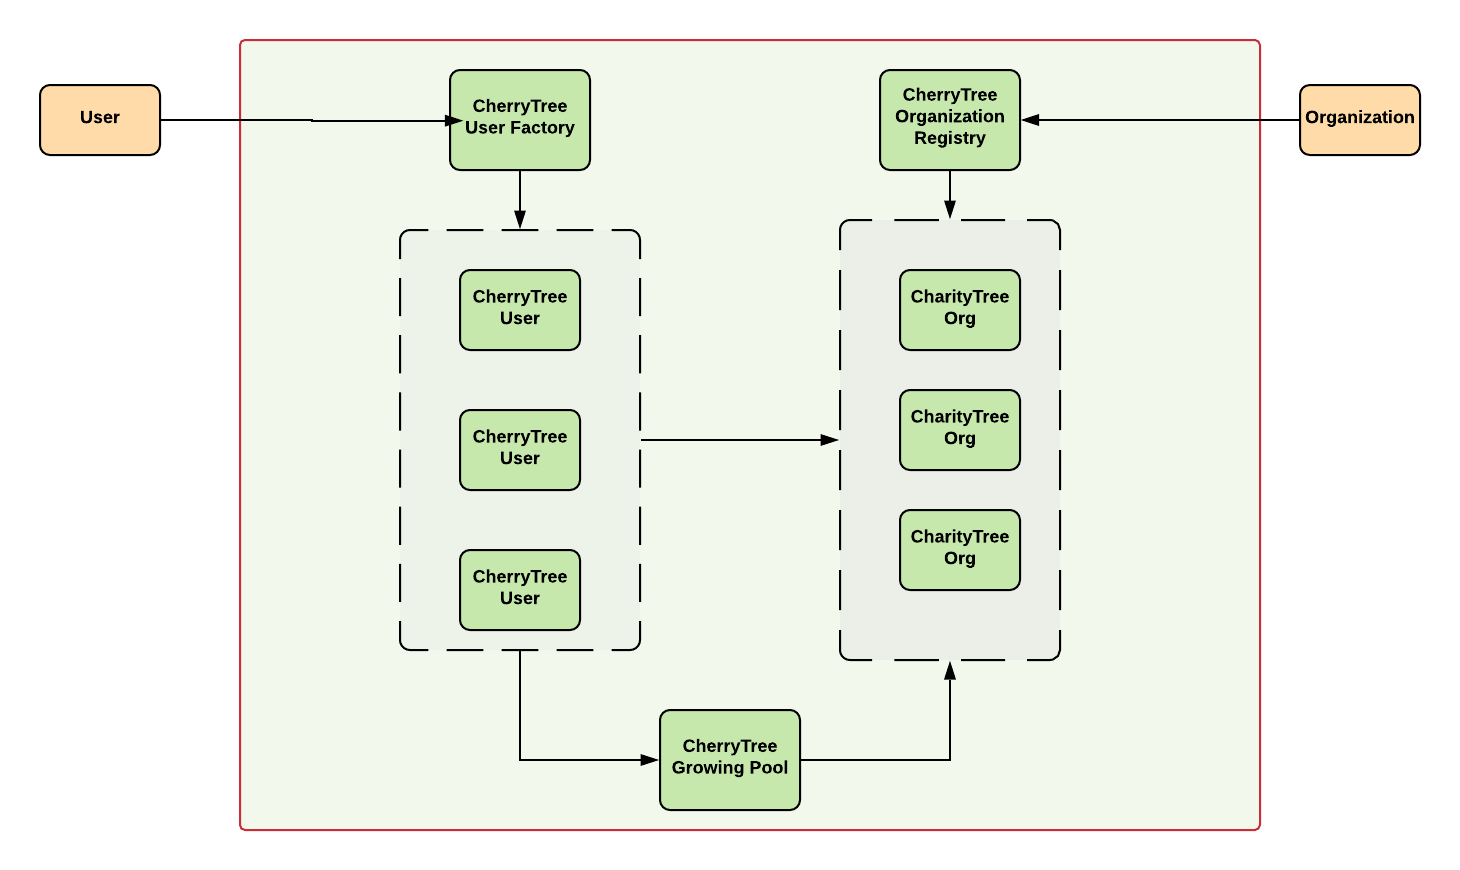 User
CherryTree
User Factory
CherryTree
Organization
Registry
Organization
CherryTree
User
CherryTree
User
CherryTree
User
CharityTree
Org
CharityTree
Org
CharityTree
Org
CherryTree
Growing Pool